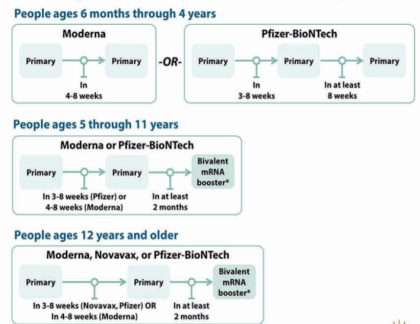 People ages 6 months through 4 years
Moderna
Primary
Primary
In
4-8 weeks
-OR-
Pfizer-BioNTech
Primary
Primary
Primary
In
3-8 weeks
In at least
8 weeks
People ages 5 through 11 years
Moderna or Pfizer-BioNTech
Primary
Primary
Bivalent
mRNA
booster*
In 3-8 weeks (Pfizer) or
4-8 weeks (Moderna)
In at least
2 months
People ages 12 years and older
Moderna, Novavax, or Pfizer-BioNTech
Primary
Primary
Bivalent
mRNA
booster*
In 3-8 weeks (Novavax, Pfizer) OR
In 4-8 weeks (Moderna)
In at least
2 months